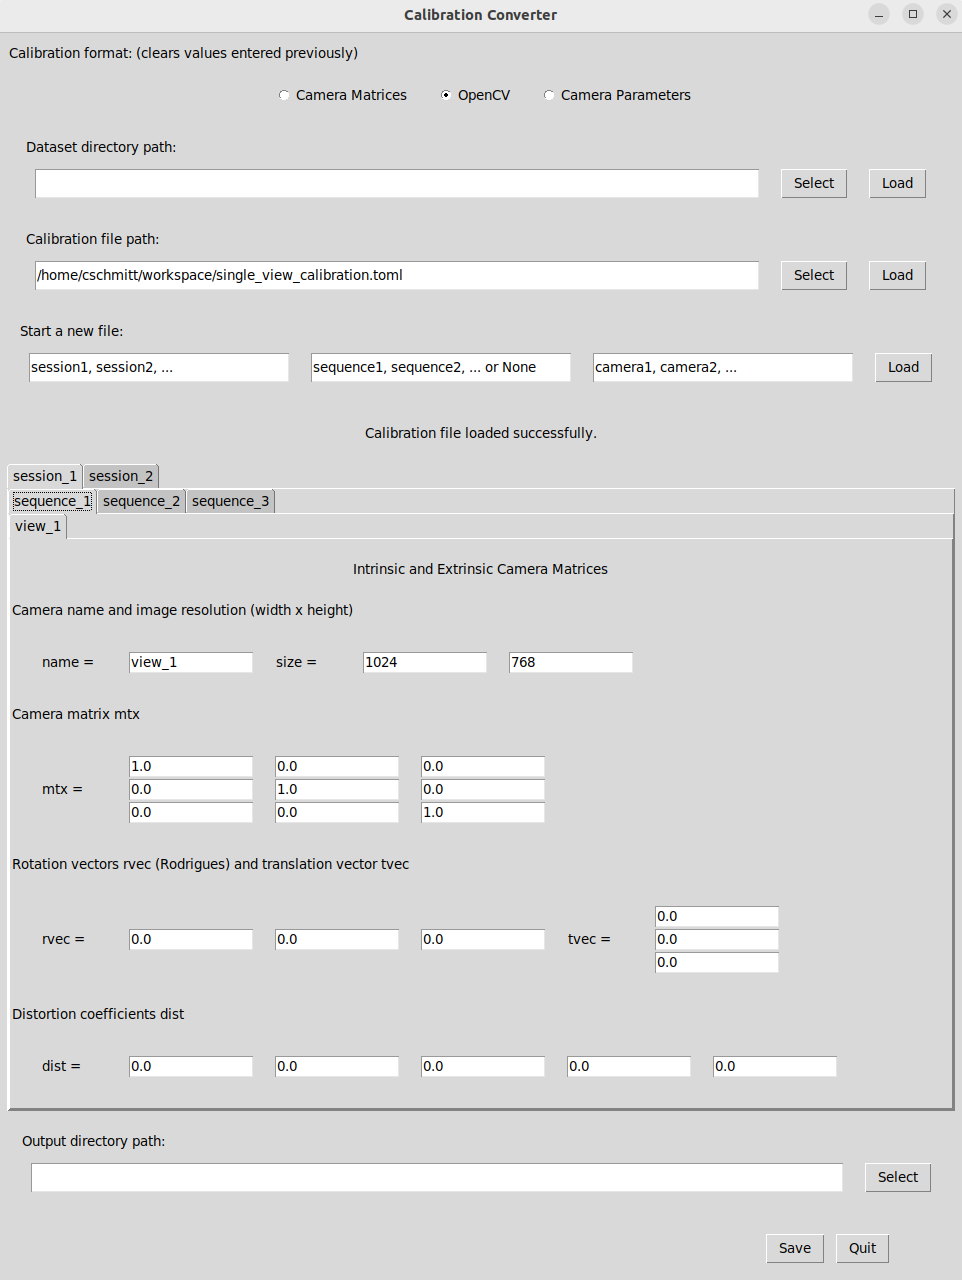 Calibration Converter
Calibration format: (clears values entered previously)
Camera Matrices OpenCV Camera Parameters
Dataset directory path:
Select Load
Calibration file path:
/home/cschmitt/workspace/single_view_calibration.toml Select Load
Start a new file:
session1, session2, ... sequence1, sequence2, ... or None camera1, camera2, ... Load
Calibration file loaded successfully.
session_1 session_2
sequence_1 sequence_2 sequence_3
view_1
Intrinsic and Extrinsic Camera Matrices
Camera name and image resolution (width x height)
name = view_1 size = 1024 768
Camera matrix mtx
1.0 0.0 0.0
mtx = 0.0 1.0 0.0
0.0 0.0 1.0
Rotation vectors rvec (Rodrigues) and translation vector tvec
0.0
rvec = 0.0 0.0 0.0 tvec = 0.0
0.0
Distortion coefficients dist
dist = 0.0 0.0 0.0 0.0 0.0
Output directory path:
Select
Save Quit